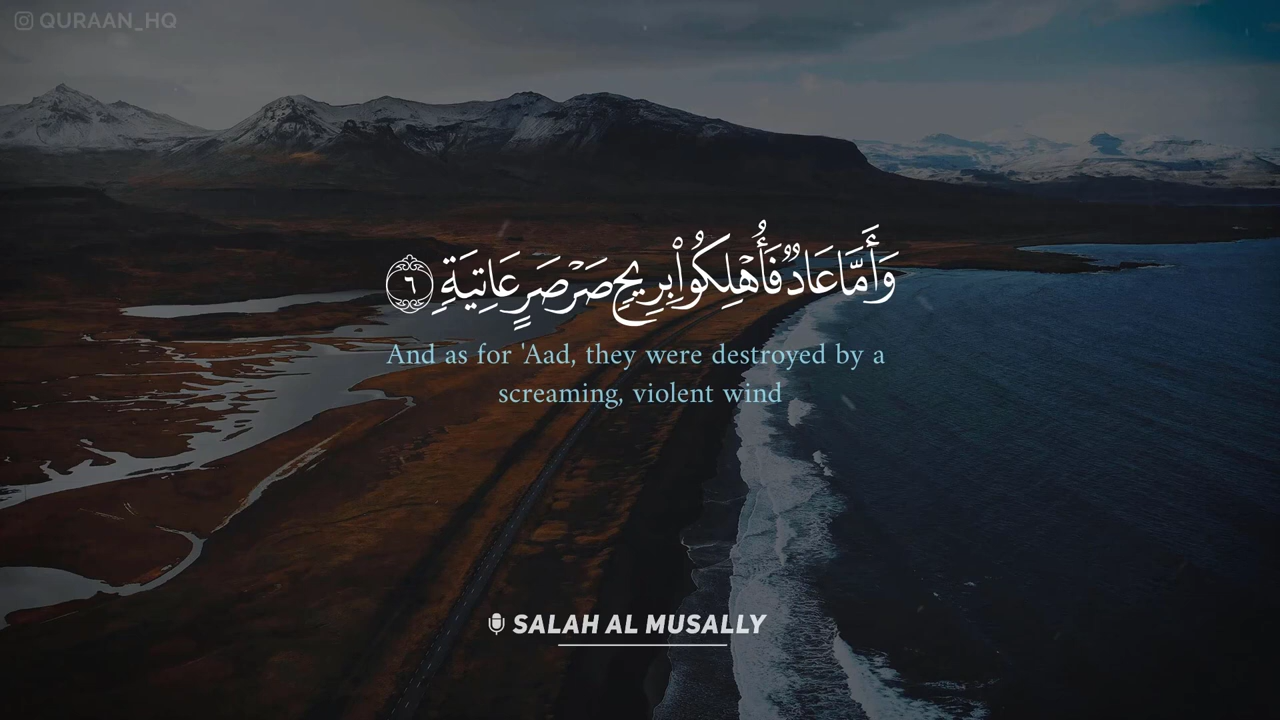 QURAAN_HQ
وَأَمَّا عَادٌ فَأُهْلِكُوا۟ بِرِيحٍ صَرْصَرٍ عَاتِيَةٍ ٦
And as for 'Aad, they were destroyed by a
screaming, violent wind
SALAH AL MUSALLY